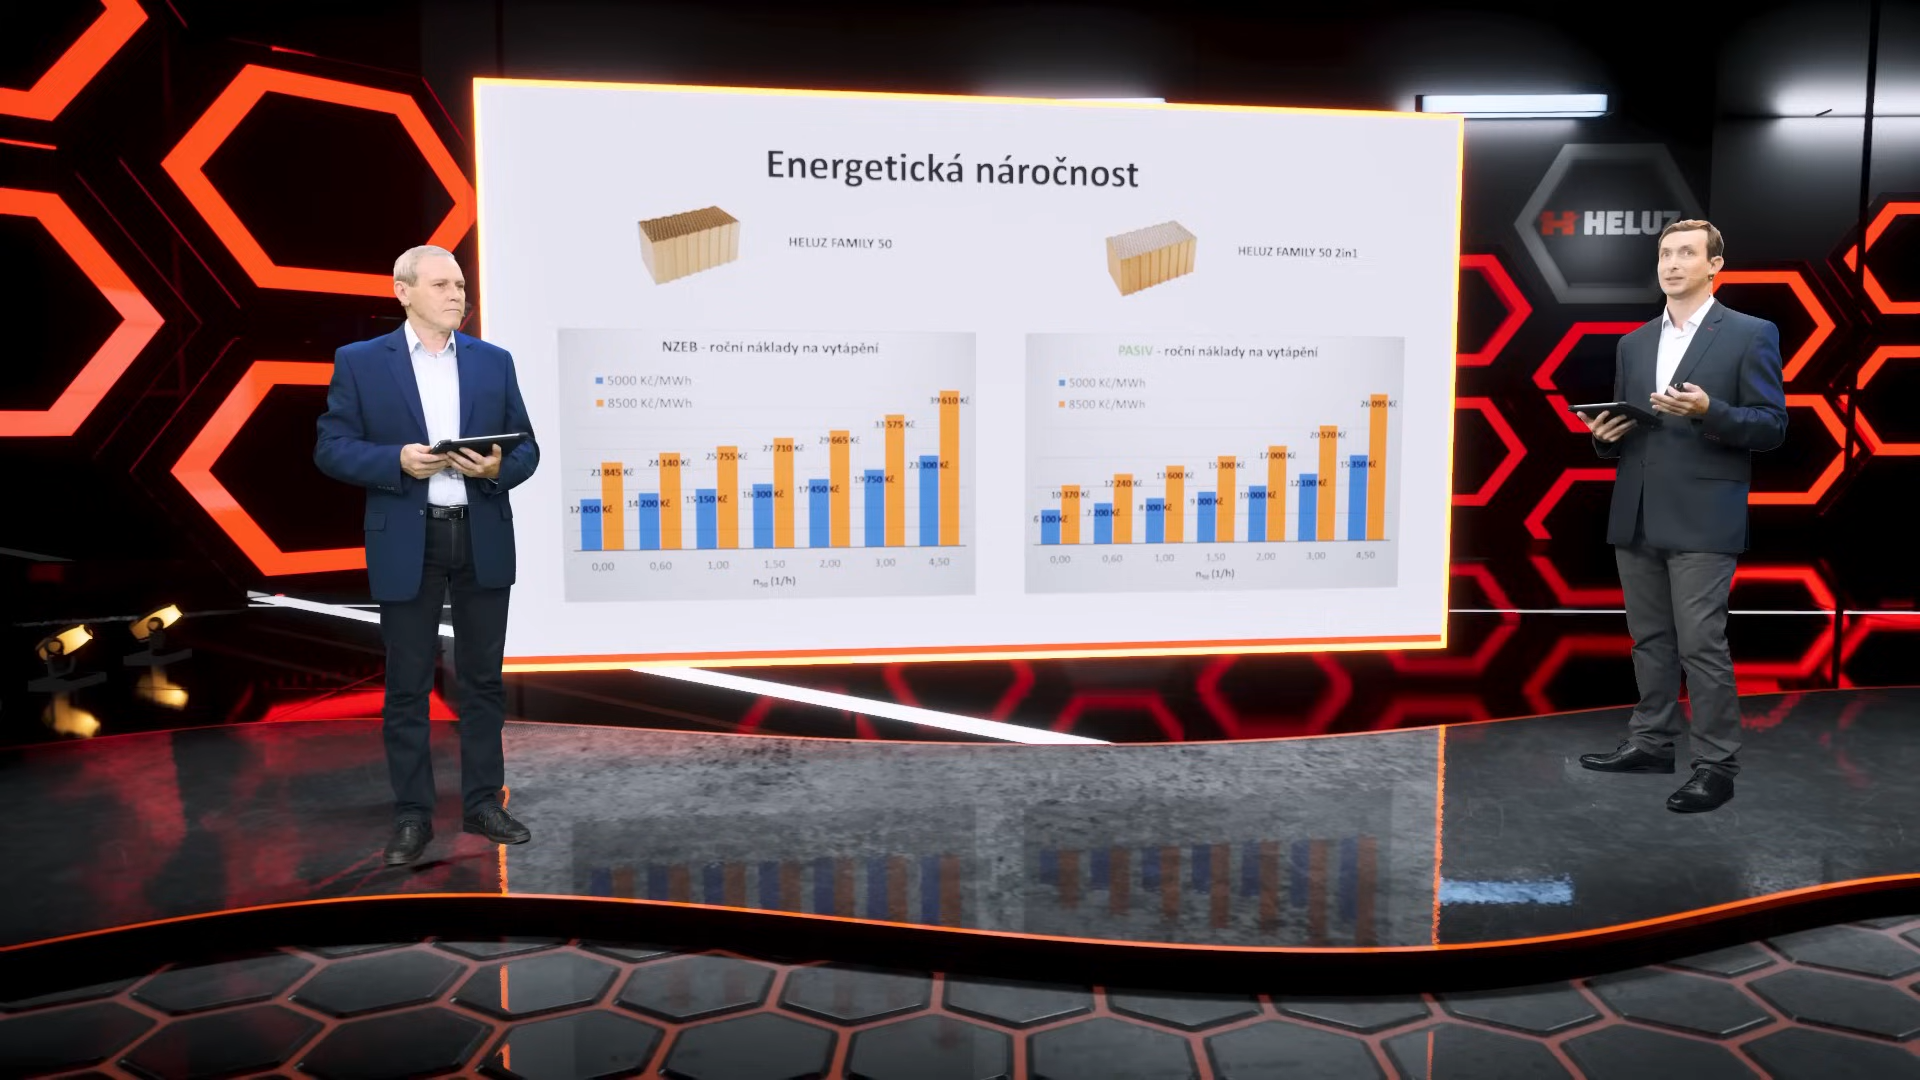 Energetická náročnost
HELUZ FAMILY 50
HELUZ FAMILY 50 2in1
HELUZ
NZEB - roční náklady na vytápění
5000 Kč/MWh
8500 Kč/MWh
12 850 Kč 21 845 Kč 14 200 Kč 24 140 Kč 15 150 Kč 25 755 Kč 16 300 Kč 27 710 Kč 17 450 Kč 29 665 Kč 19 750 Kč 33 575 Kč 23 300 Kč 39 610 Kč
0,00 0,60 1,00 1,50 2,00 3,00 4,50
n50 (1/h)
PASIV - roční náklady na vytápění
5000 Kč/MWh
8500 Kč/MWh
6 100 Kč 10 370 Kč 7 200 Kč 12 240 Kč 8 000 Kč 13 600 Kč 9 000 Kč 15 300 Kč 10 000 Kč 17 000 Kč 12 100 Kč 20 570 Kč 15 350 Kč 26 095 Kč
0,00 0,60 1,00 1,50 2,00 3,00 4,50
n50 (1/h)